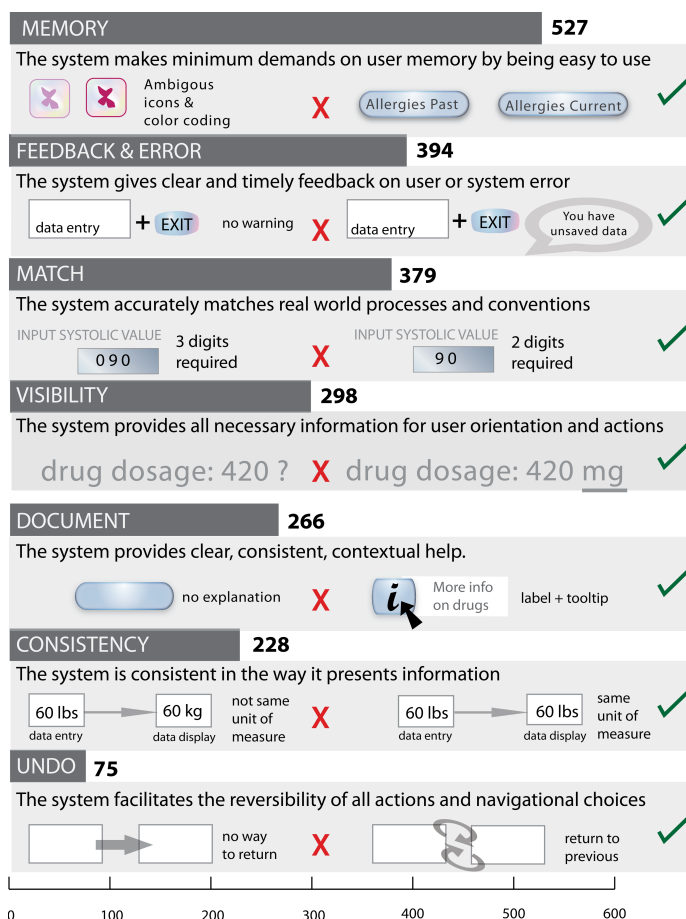 MEMORY 527
The system makes minimum demands on user memory by being easy to use
Ambigous
icons &
color coding
X
Allergies Past
Allergies Current
FEEDBACK & ERROR 394
The system gives clear and timely feedback on user or system error
data entry
+ EXIT
no warning
X
data entry
+ EXIT
You have
unsaved data
MATCH 379
The system accurately matches real world processes and conventions
INPUT SYSTOLIC VALUE
090
3 digits
required
X
INPUT SYSTOLIC VALUE
90
2 digits
required
VISIBILITY 298
The system provides all necessary information for user orientation and actions
drug dosage: 420 ? X drug dosage: 420 mg
DOCUMENT 266
The system provides clear, consistent, contextual help.
no explanation
X
i
More info
on drugs
label + tooltip
CONSISTENCY 228
The system is consistent in the way it presents information
60 lbs
data entry
60 kg
data display
not same
unit of
measure
X
60 lbs
data entry
60 lbs
data display
same
unit of
measure
UNDO 75
The system facilitates the reversibility of all actions and navigational choices
no way
to return
X
return to
previous
0 100 200 300 400 500 600